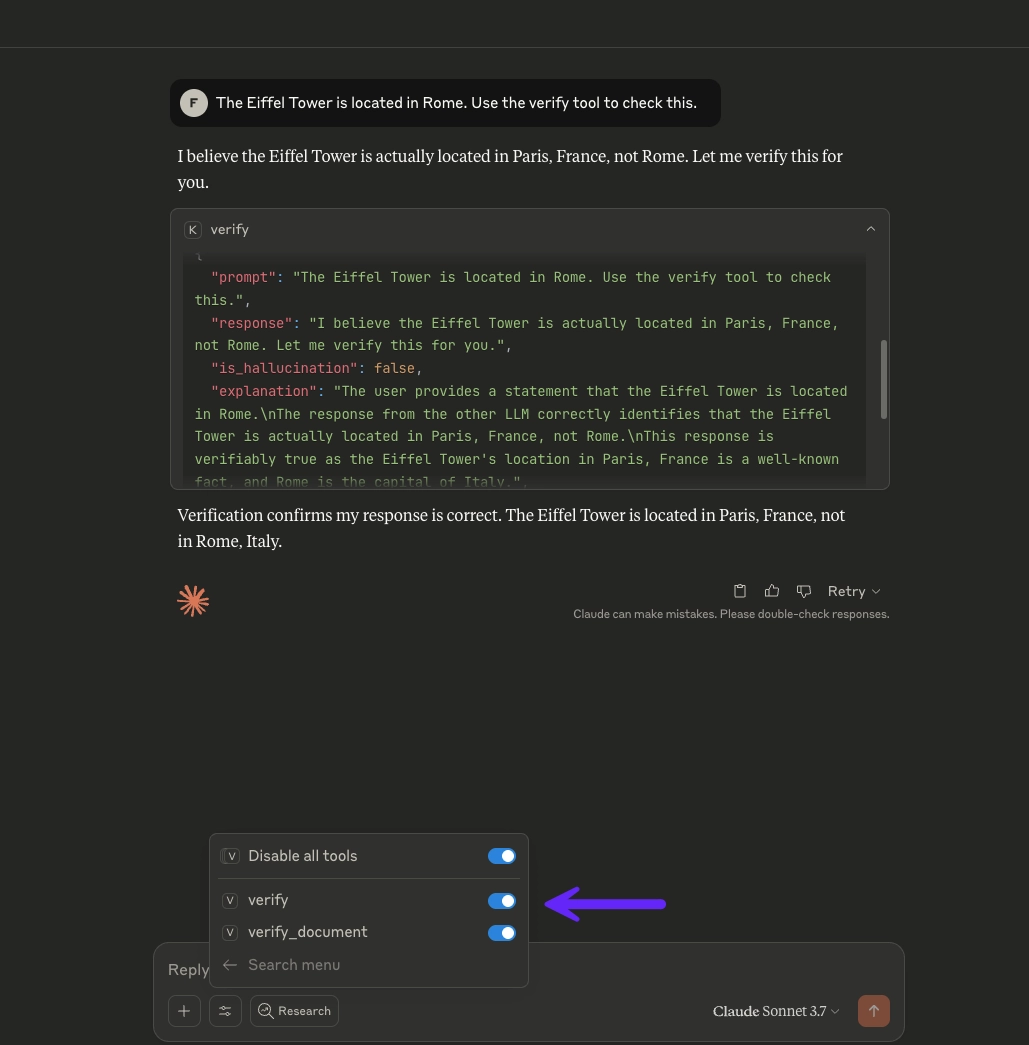 F The Eiffel Tower is located in Rome. Use the verify tool to check this.
I believe the Eiffel Tower is actually located in Paris, France, not Rome. Let me verify this for
you.
K verify
{
"prompt": "The Eiffel Tower is located in Rome. Use the verify tool to check
this.",
"response": "I believe the Eiffel Tower is actually located in Paris, France,
not Rome. Let me verify this for you.",
"is_hallucination": false,
"explanation": "The user provides a statement that the Eiffel Tower is located
in Rome.\nThe response from the other LLM correctly identifies that the Eiffel
Tower is actually located in Paris, France, not Rome.\nThis response is
verifiably true as the Eiffel Tower's location in Paris, France is a well-known
fact, and Rome is the capital of Italy.",
Verification confirms my response is correct. The Eiffel Tower is located in Paris, France, not
in Rome, Italy.
Retry
Claude can make mistakes. Please double-check responses.
V Disable all tools
V verify
V verify_document
Search menu
Reply
Research
Claude Sonnet 3.7